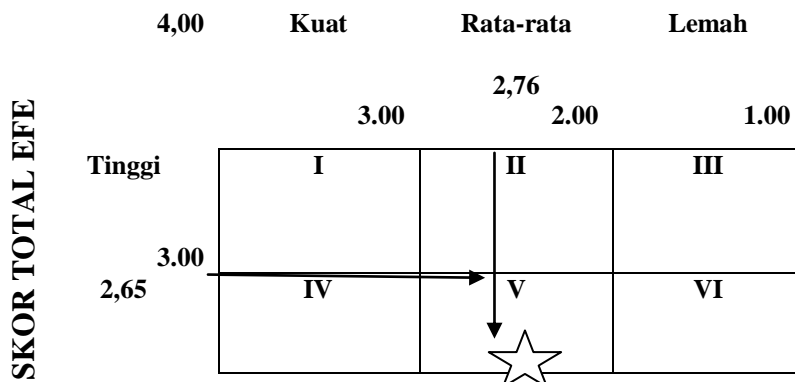 4,00 Kuat Rata-rata Lemah
2,76
3.00 2.00 1.00
Tinggi I II III
3.00
2,65 IV V VI
SKOR TOTAL EFE